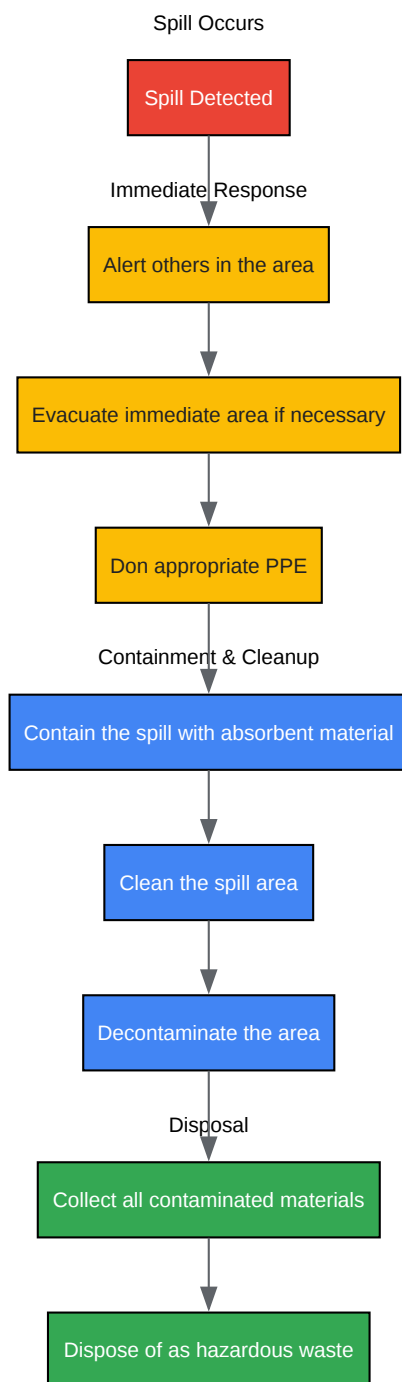 Spill Occurs
Spill Detected
Immediate Response
Alert others in the area
Evacuate immediate area if necessary
Don appropriate PPE
Containment & Cleanup
Contain the spill with absorbent material
Clean the spill area
Decontaminate the area
Disposal
Collect all contaminated materials
Dispose of as hazardous waste